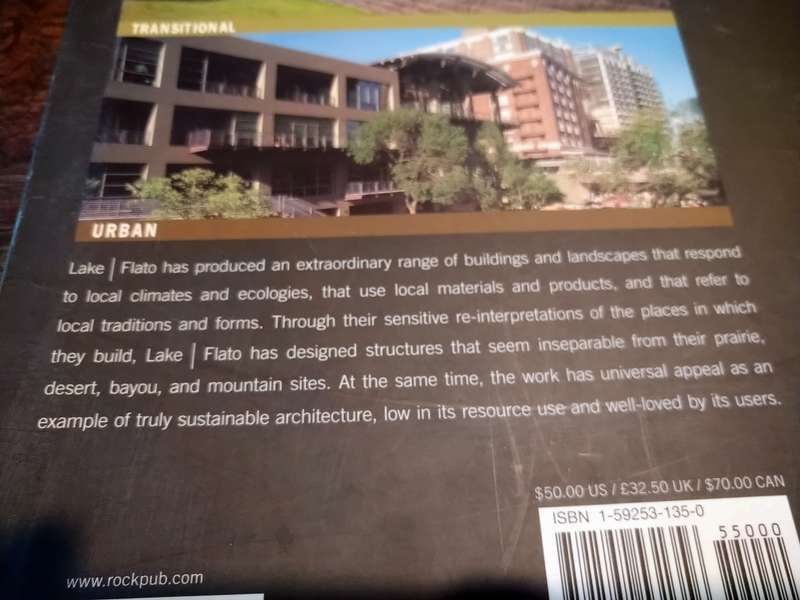 TRANSITIONAL
URBAN
Lake | Flato has produced an extraordinary range of buildings and landscapes that respond
to local climates and ecologies, that use local materials and products, and that refer to
local traditions and forms. Through their sensitive re-interpretations of the places in which
they build, Lake | Flato has designed structures that seem inseparable from their prairie,
desert, bayou, and mountain sites. At the same time, the work has universal appeal as an
example of truly sustainable architecture, low in its resource use and well-loved by its users.
$50.00 US / £32.50 UK / $70.00 CAN
ISBN 1-59253-135-0
55000
www.rockpub.com